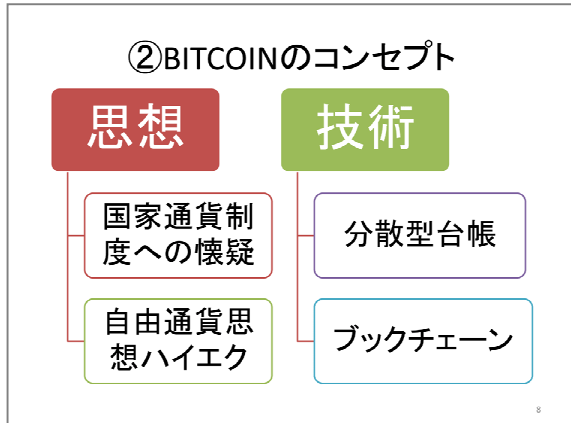 ②BITCOINのコンセプト
思想
国家通貨制
度への懐疑
自由通貨思
想ハイエク
技術
分散型台帳
ブックチェーン
8